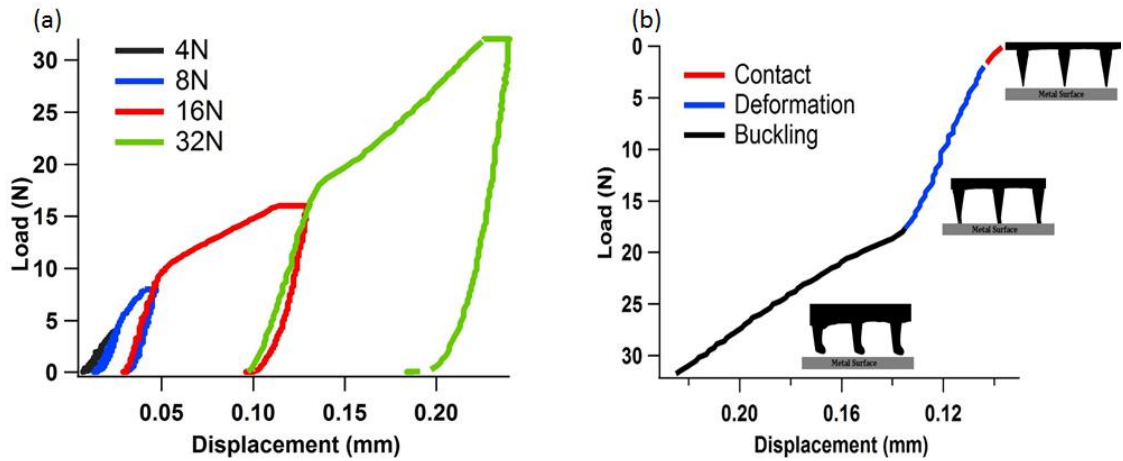 (a)
4N
8N
16N
32N
30
25
20
15
10
5
0
Load (N)
0.05 0.10 0.15 0.20
Displacement (mm)
(b)
Contact
Deformation
Buckling
0
5
10
15
20
25
30
Load (N)
0.20 0.16 0.12
Displacement (mm)
Metal Surface
Metal Surface
Metal Surface